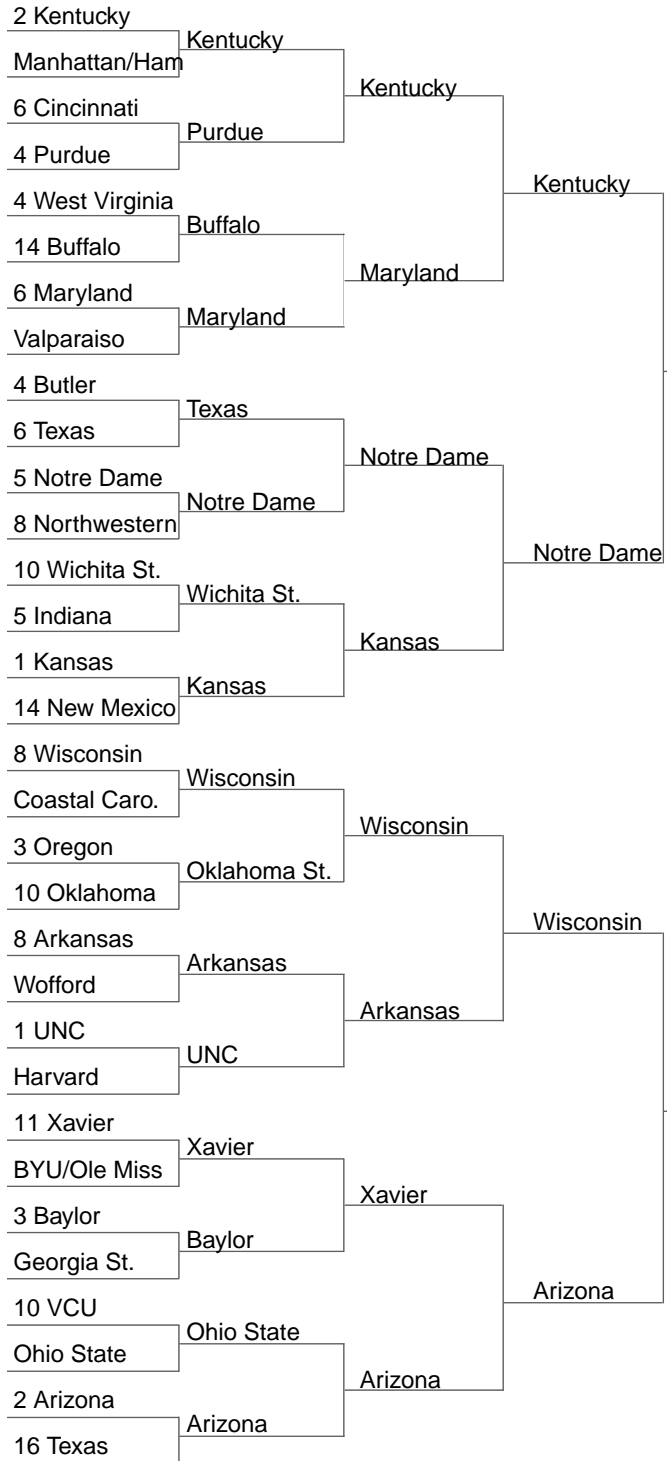 2 Kentucky
Manhattan/Ham
6 Cincinnati
4 Purdue
4 West Virginia
14 Buffalo
6 Maryland
Valparaiso
4 Butler
6 Texas
5 Notre Dame
8 Northwestern
10 Wichita St.
5 Indiana
1 Kansas
14 New Mexico
8 Wisconsin
Coastal Caro.
3 Oregon
10 Oklahoma
8 Arkansas
Wofford
1 UNC
Harvard
11 Xavier
BYU/Ole Miss
3 Baylor
Georgia St.
10 VCU
Ohio State
2 Arizona
16 Texas
Kentucky
Purdue
Buffalo
Maryland
Texas
Notre Dame
Wichita St.
Kansas
Wisconsin
Oklahoma St.
Arkansas
UNC
Xavier
Baylor
Ohio State
Arizona
Kentucky
Maryland
Notre Dame
Kansas
Wisconsin
Arkansas
Xavier
Arizona
Kentucky
Notre Dame
Wisconsin
Arizona